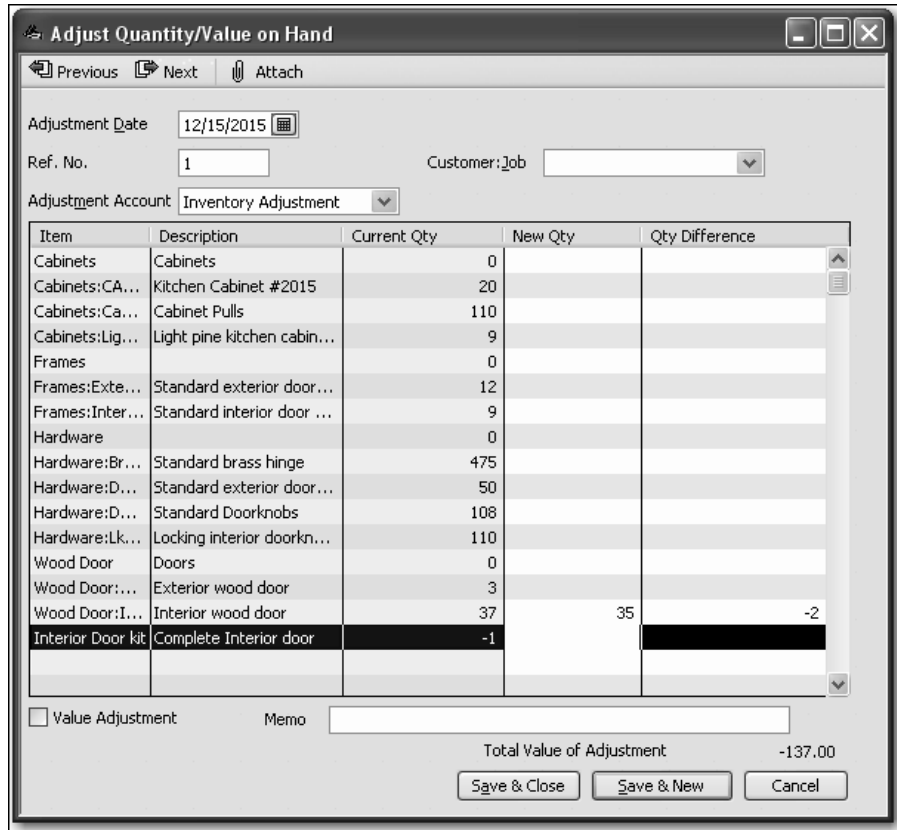 Adjust Quantity/Value on Hand
Previous Next Attach
Adjustment Date 12/15/2015
Ref. No. 1 Customer:Job
Adjustment Account Inventory Adjustment
Item Description Current Qty New Qty Qty Difference
Cabinets Cabinets 0
Cabinets:CA... Kitchen Cabinet #2015 20
Cabinets:Ca... Cabinet Pulls 110
Cabinets:Lig... Light pine kitchen cabin... 9
Frames 0
Frames:Exte... Standard exterior door... 12
Frames:Inter... Standard interior door ... 9
Hardware 0
Hardware:Br... Standard brass hinge 475
Hardware:D... Standard exterior door... 50
Hardware:D... Standard Doorknobs 108
Hardware:Lk... Locking interior doorkn... 110
Wood Door Doors 0
Wood Door:... Exterior wood door 3
Wood Door:I... Interior wood door 37 35 -2
Interior Door kit Complete Interior door -1
Value Adjustment Memo
Total Value of Adjustment -137.00
Save & Close Save & New Cancel